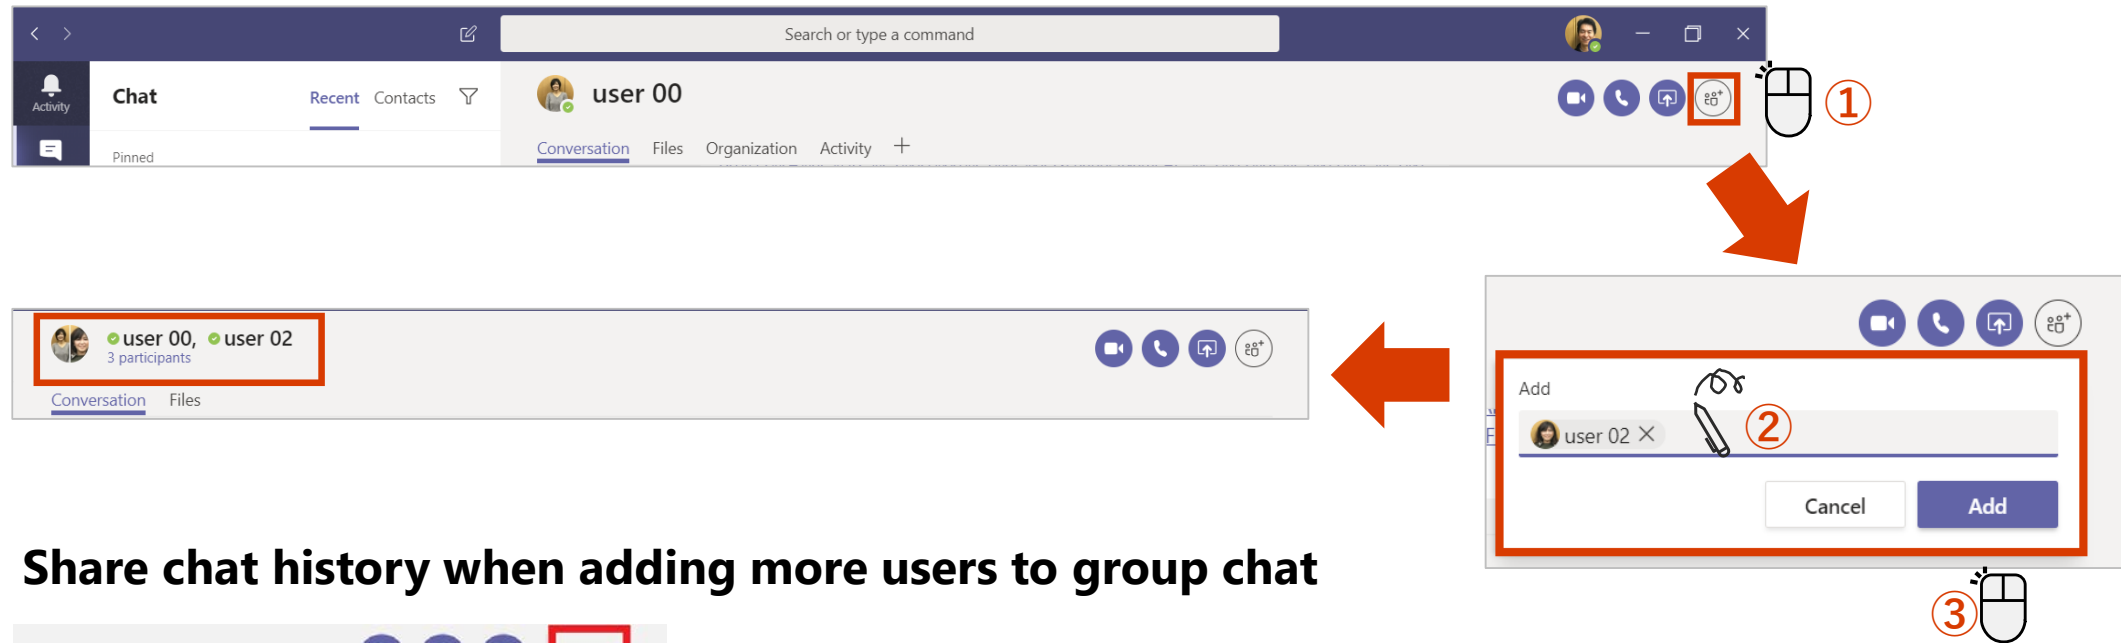 Search or type a command
Activity
Chat
Recent Contacts
user 00
①
Pinned
Conversation Files Organization Activity
user 00, user 02
3 participants
Conversation Files
Add
user 02
②
Cancel Add
③
Share chat history when adding more users to group chat